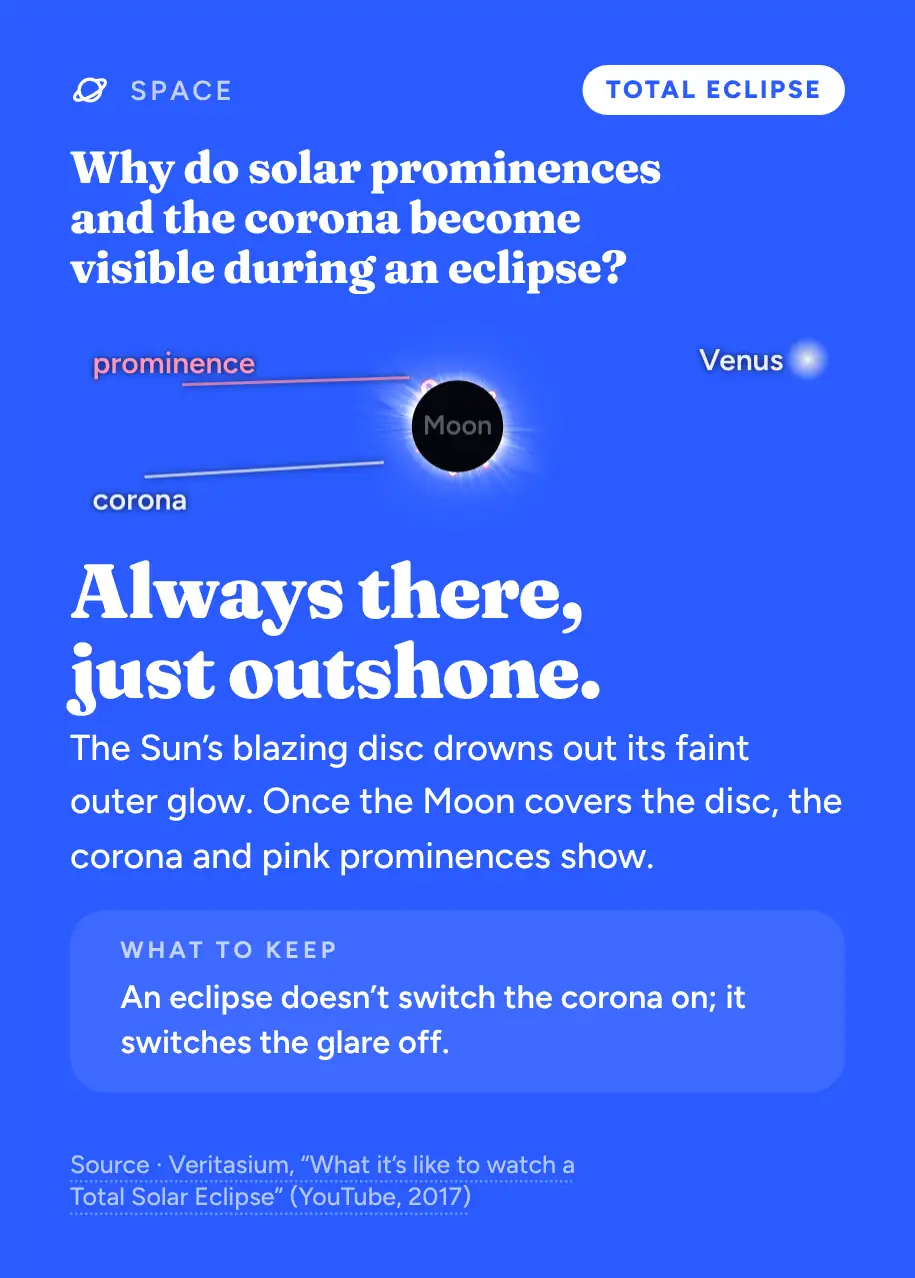 SPACE
TOTAL ECLIPSE
Why do solar prominences
and the corona become
visible during an eclipse?
prominence
Venus
Moon
corona
Always there,
just outshone.
The Sun’s blazing disc drowns out its faint
outer glow. Once the Moon covers the disc, the
corona and pink prominences show.
WHAT TO KEEP
An eclipse doesn’t switch the corona on; it
switches the glare off.
Source · Veritasium, “What it’s like to watch a
Total Solar Eclipse” (YouTube, 2017)